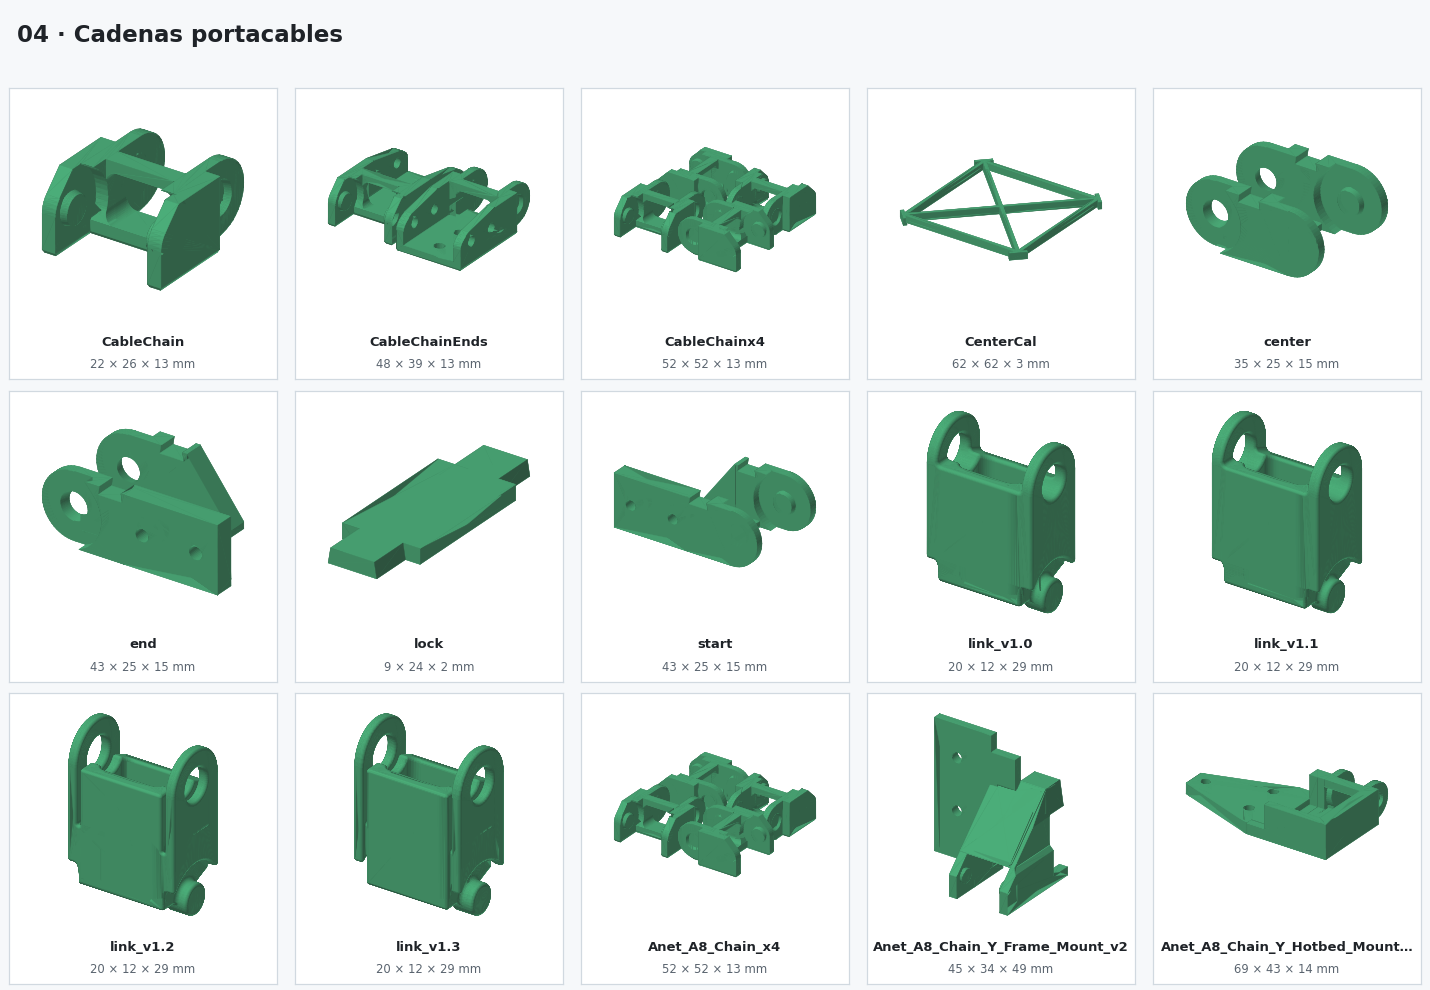 04 · Cadenas portacables
CableChain
22 × 26 × 13 mm
CableChainEnds
48 × 39 × 13 mm
CableChainx4
52 × 52 × 13 mm
CenterCal
62 × 62 × 3 mm
center
35 × 25 × 15 mm
end
43 × 25 × 15 mm
lock
9 × 24 × 2 mm
start
43 × 25 × 15 mm
link_v1.0
20 × 12 × 29 mm
link_v1.1
20 × 12 × 29 mm
link_v1.2
20 × 12 × 29 mm
link_v1.3
20 × 12 × 29 mm
Anet_A8_Chain_x4
52 × 52 × 13 mm
Anet_A8_Chain_Y_Frame_Mount_v2
45 × 34 × 49 mm
Anet_A8_Chain_Y_Hotbed_Mount…
69 × 43 × 14 mm